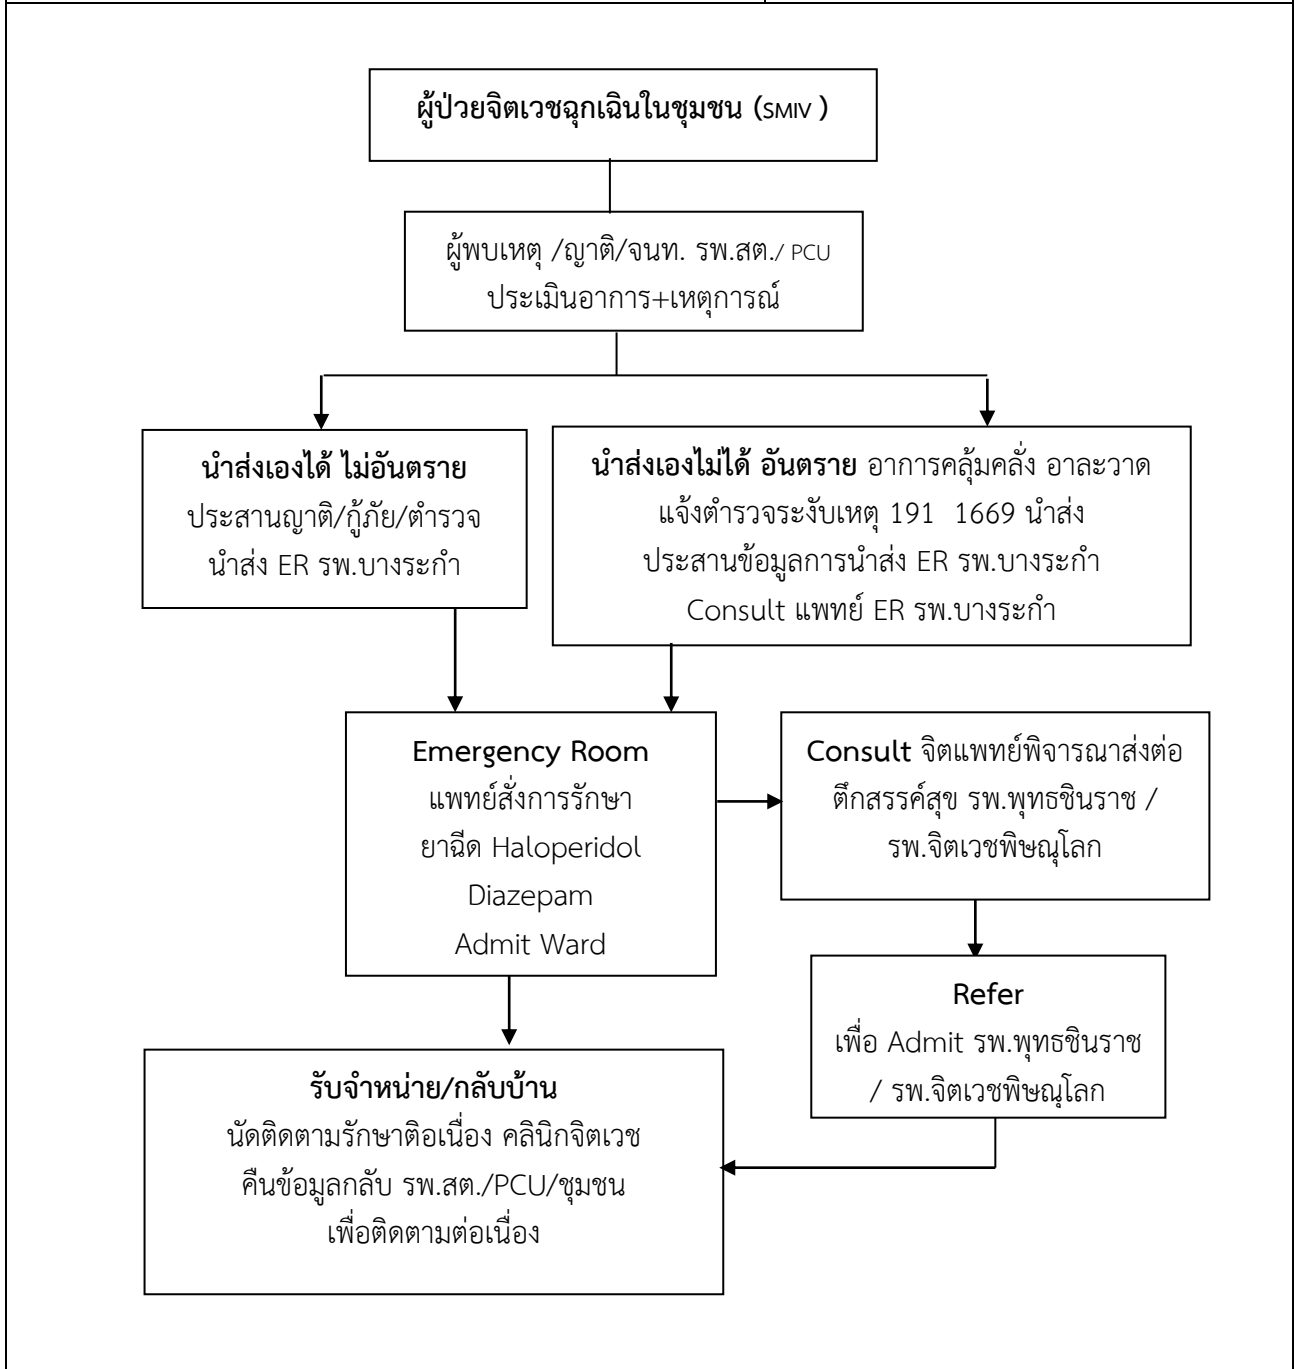 ผู้ป่วยจิตเวชฉุกเฉินในชุมชน (SMIV )
ผู้พบเหตุ /ญาติ/จนท. รพ.สต./ PCU
ประเมินอาการ+เหตุการณ์
นำส่งเองได้ ไม่อันตราย
ประสานญาติ/กู้ภัย/ตำรวจ
นำส่ง ER รพ.บางระกำ
นำส่งเองไม่ได้ อันตราย อาการคลุ้มคลั่ง อาละวาด
แจ้งตำรวจระงับเหตุ 191 1669 นำส่ง
ประสานข้อมูลการนำส่ง ER รพ.บางระกำ
Consult แพทย์ ER รพ.บางระกำ
Emergency Room
แพทย์สั่งการรักษา
ยาฉีด Haloperidol
Diazepam
Admit Ward
Consult จิตแพทย์พิจารณาส่งต่อ
ตึกสรรค์สุข รพ.พุทธชินราช /
รพ.จิตเวชพิษณุโลก
Refer
เพื่อ Admit รพ.พุทธชินราช
/ รพ.จิตเวชพิษณุโลก
รับจำหน่าย/กลับบ้าน
นัดติดตามรักษาติอเนื่อง คลินิกจิตเวช
คืนข้อมูลกลับ รพ.สต./PCU/ชุมชน
เพื่อติดตามต่อเนื่อง